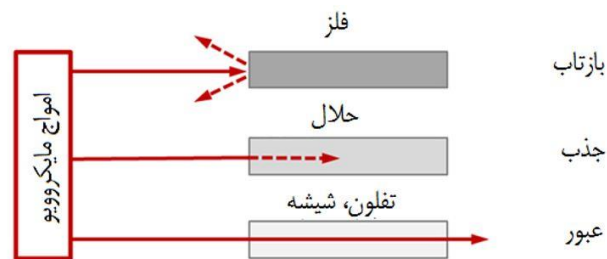 فلز
بازتاب
امواج مایکروویو
حلال
جذب
تفلون، شیشه
عبور